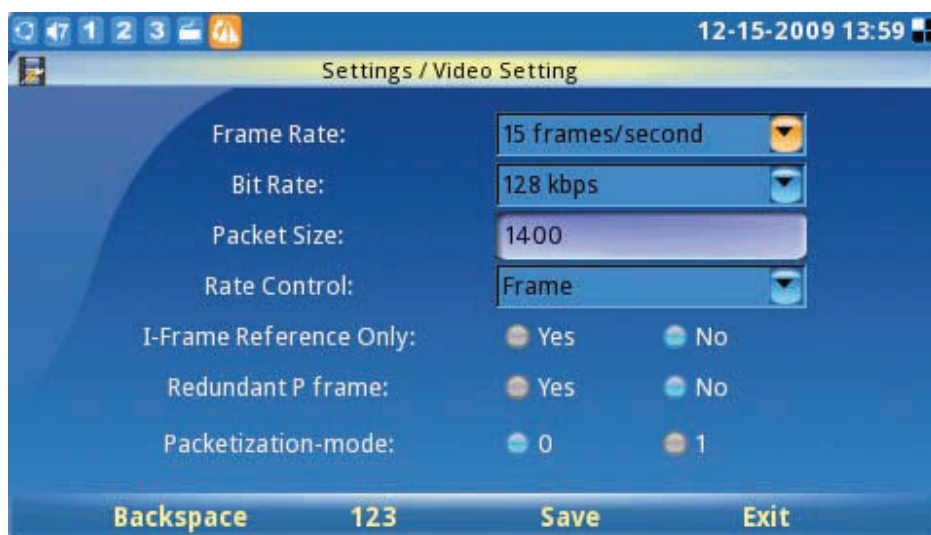 47 1 2 3 12-15-2009 13:59
Settings / Video Setting
Frame Rate: 15 frames/second
Bit Rate: 128 kbps
Packet Size: 1400
Rate Control: Frame
I-Frame Reference Only: Yes No
Redundant P frame: Yes No
Packetization-mode: 0 1
Backspace 123 Save Exit